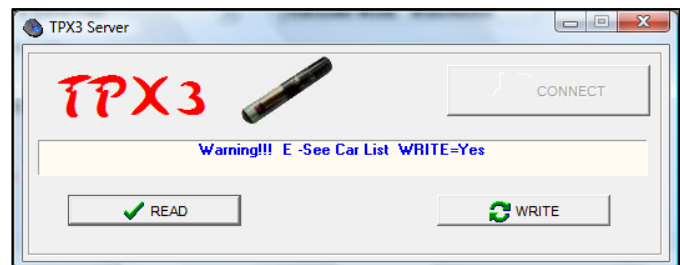 TPX3 Server
TPX3
CONNECT
Warning!!! E -See Car List WRITE=Yes
READ
WRITE